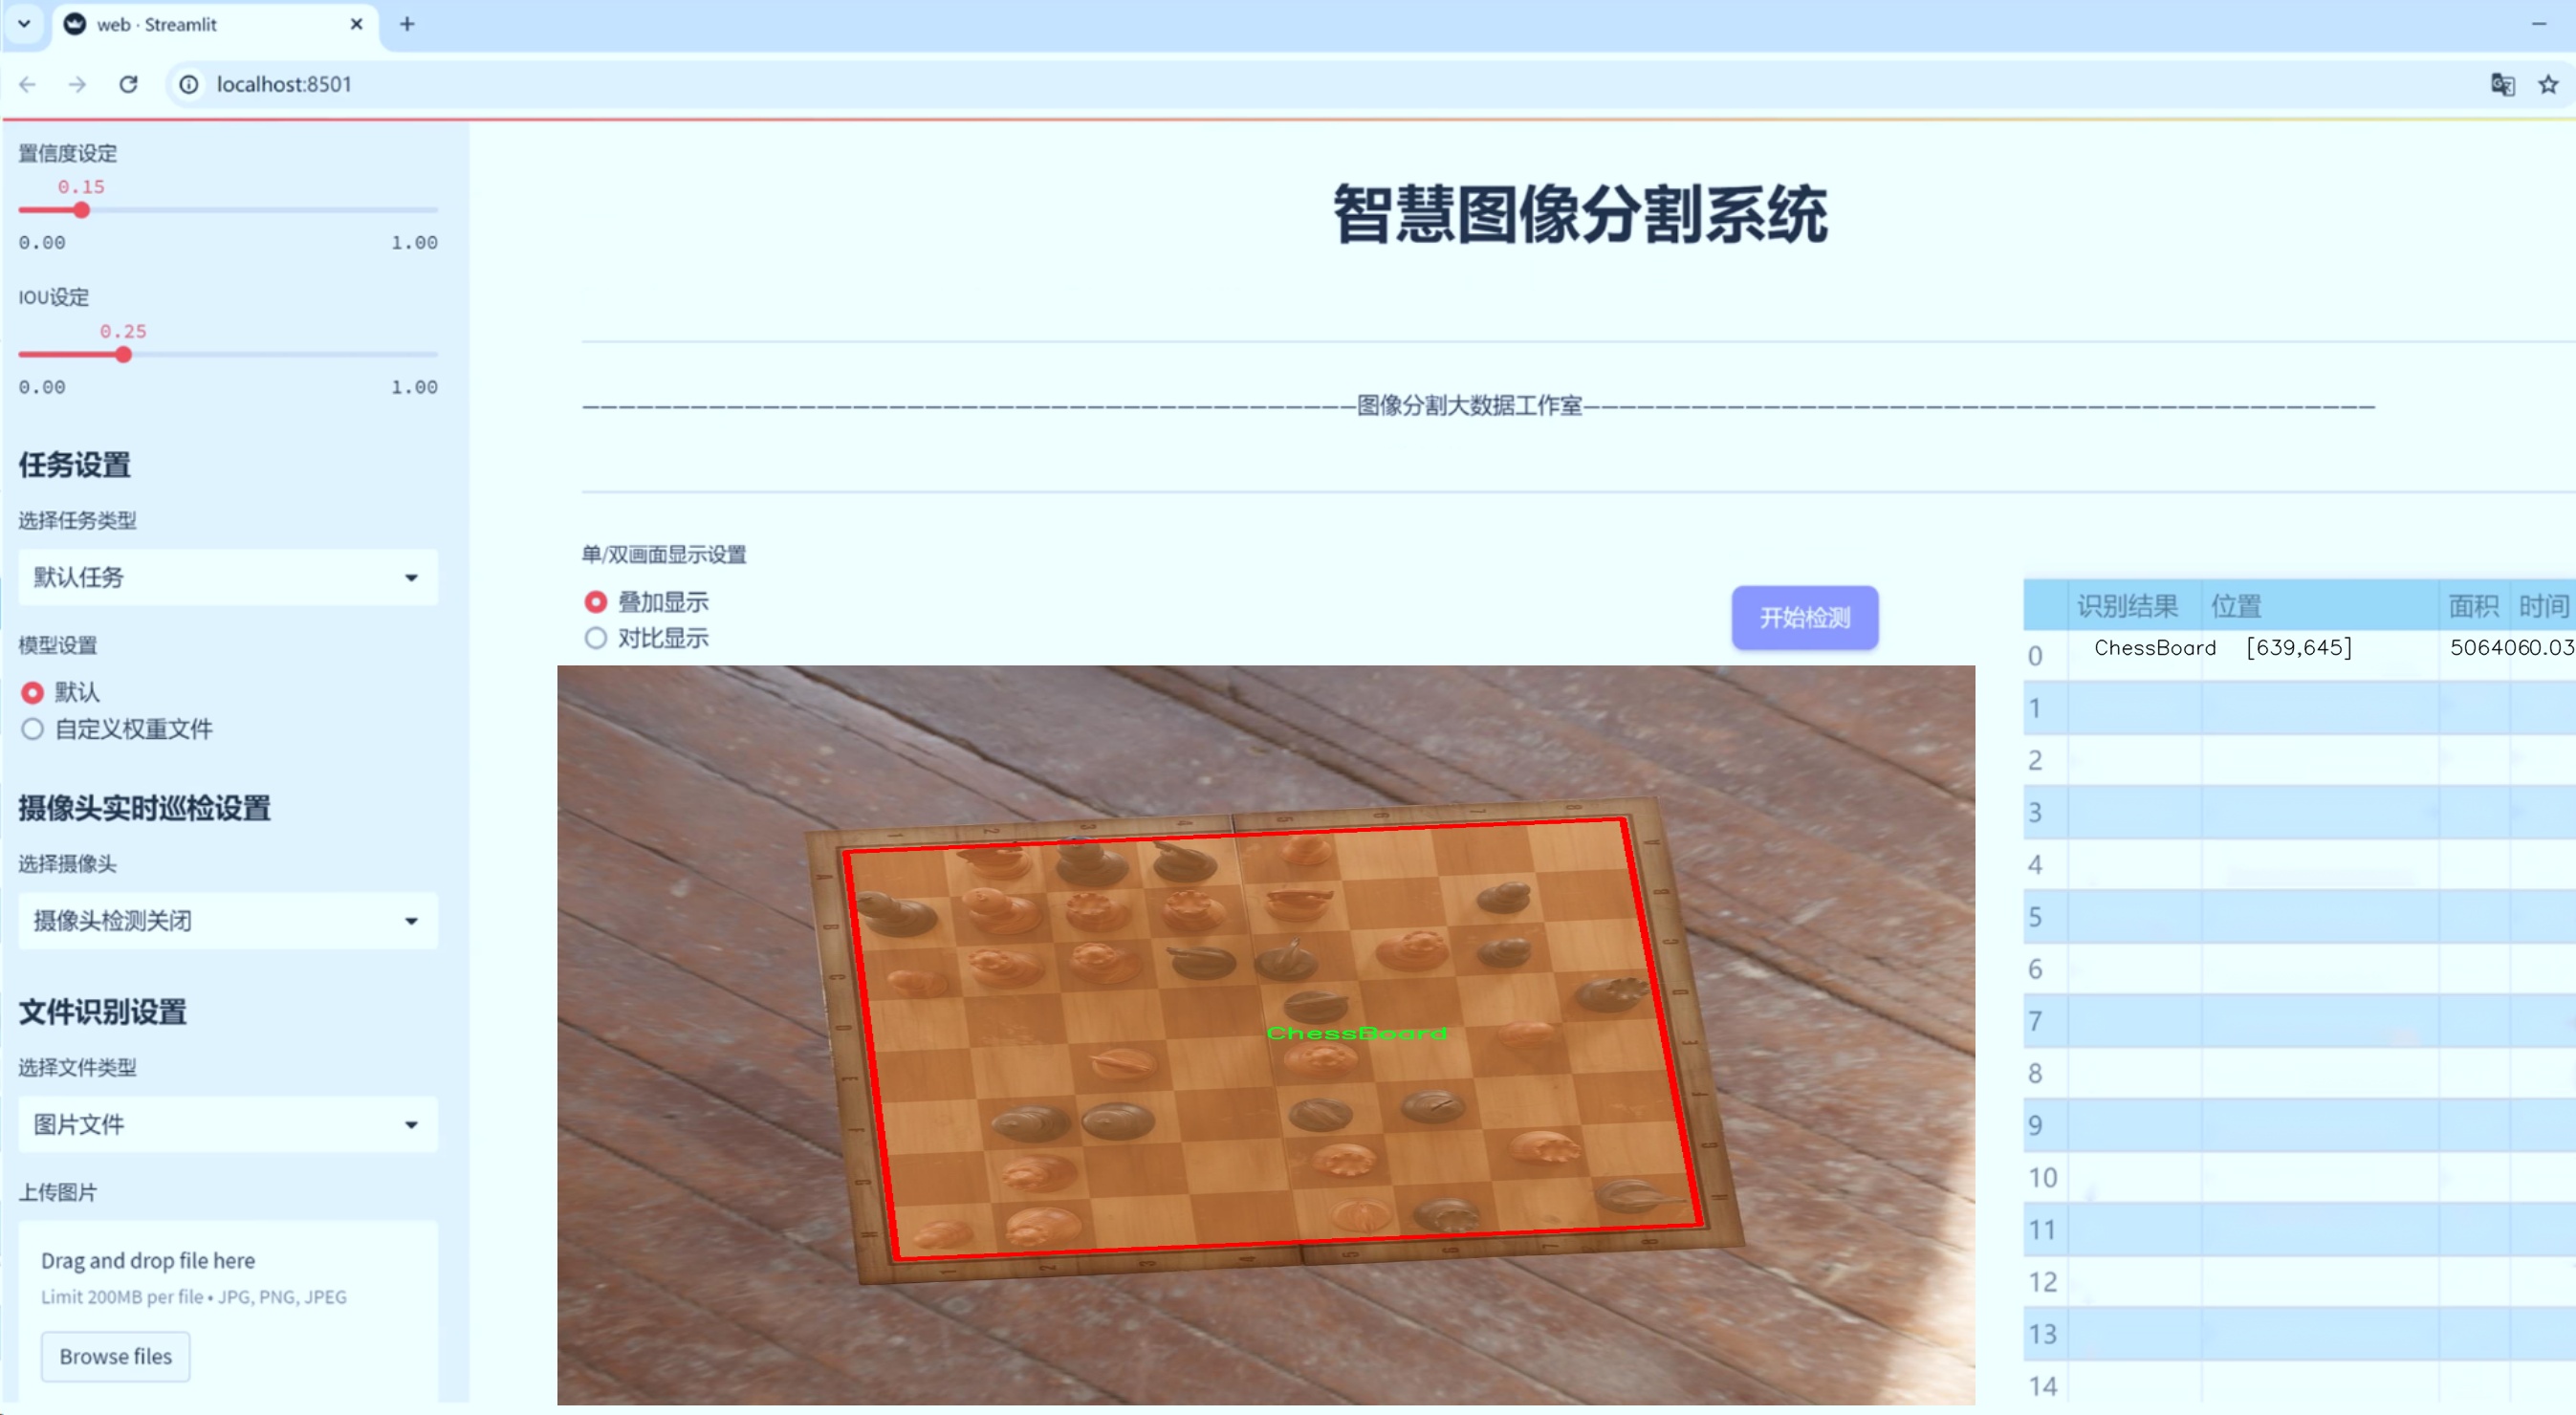 web · Streamlit
localhost:8501
置信度设定
0.15
0.00 1.00
IOU设定
0.25
0.00 1.00
任务设置
选择任务类型
默认任务
模型设置
默认
自定义权重文件
摄像头实时巡检设置
选择摄像头
摄像头检测关闭
文件识别设置
选择文件类型
图片文件
上传图片
Drag and drop file here
Limit 200MB per file • JPG, PNG, JPEG
Browse files
智慧图像分割系统
———————————————————————————————————————————图像分割大数据工作室————————————————————————————————————————————
单/双画面显示设置
叠加显示
对比显示
开始检测
ChessBoard
识别结果 位置 面积 时间
0 ChessBoard [639,645] 5064060.03
1
2
3
4
5
6
7
8
9
10
11
12
13
14